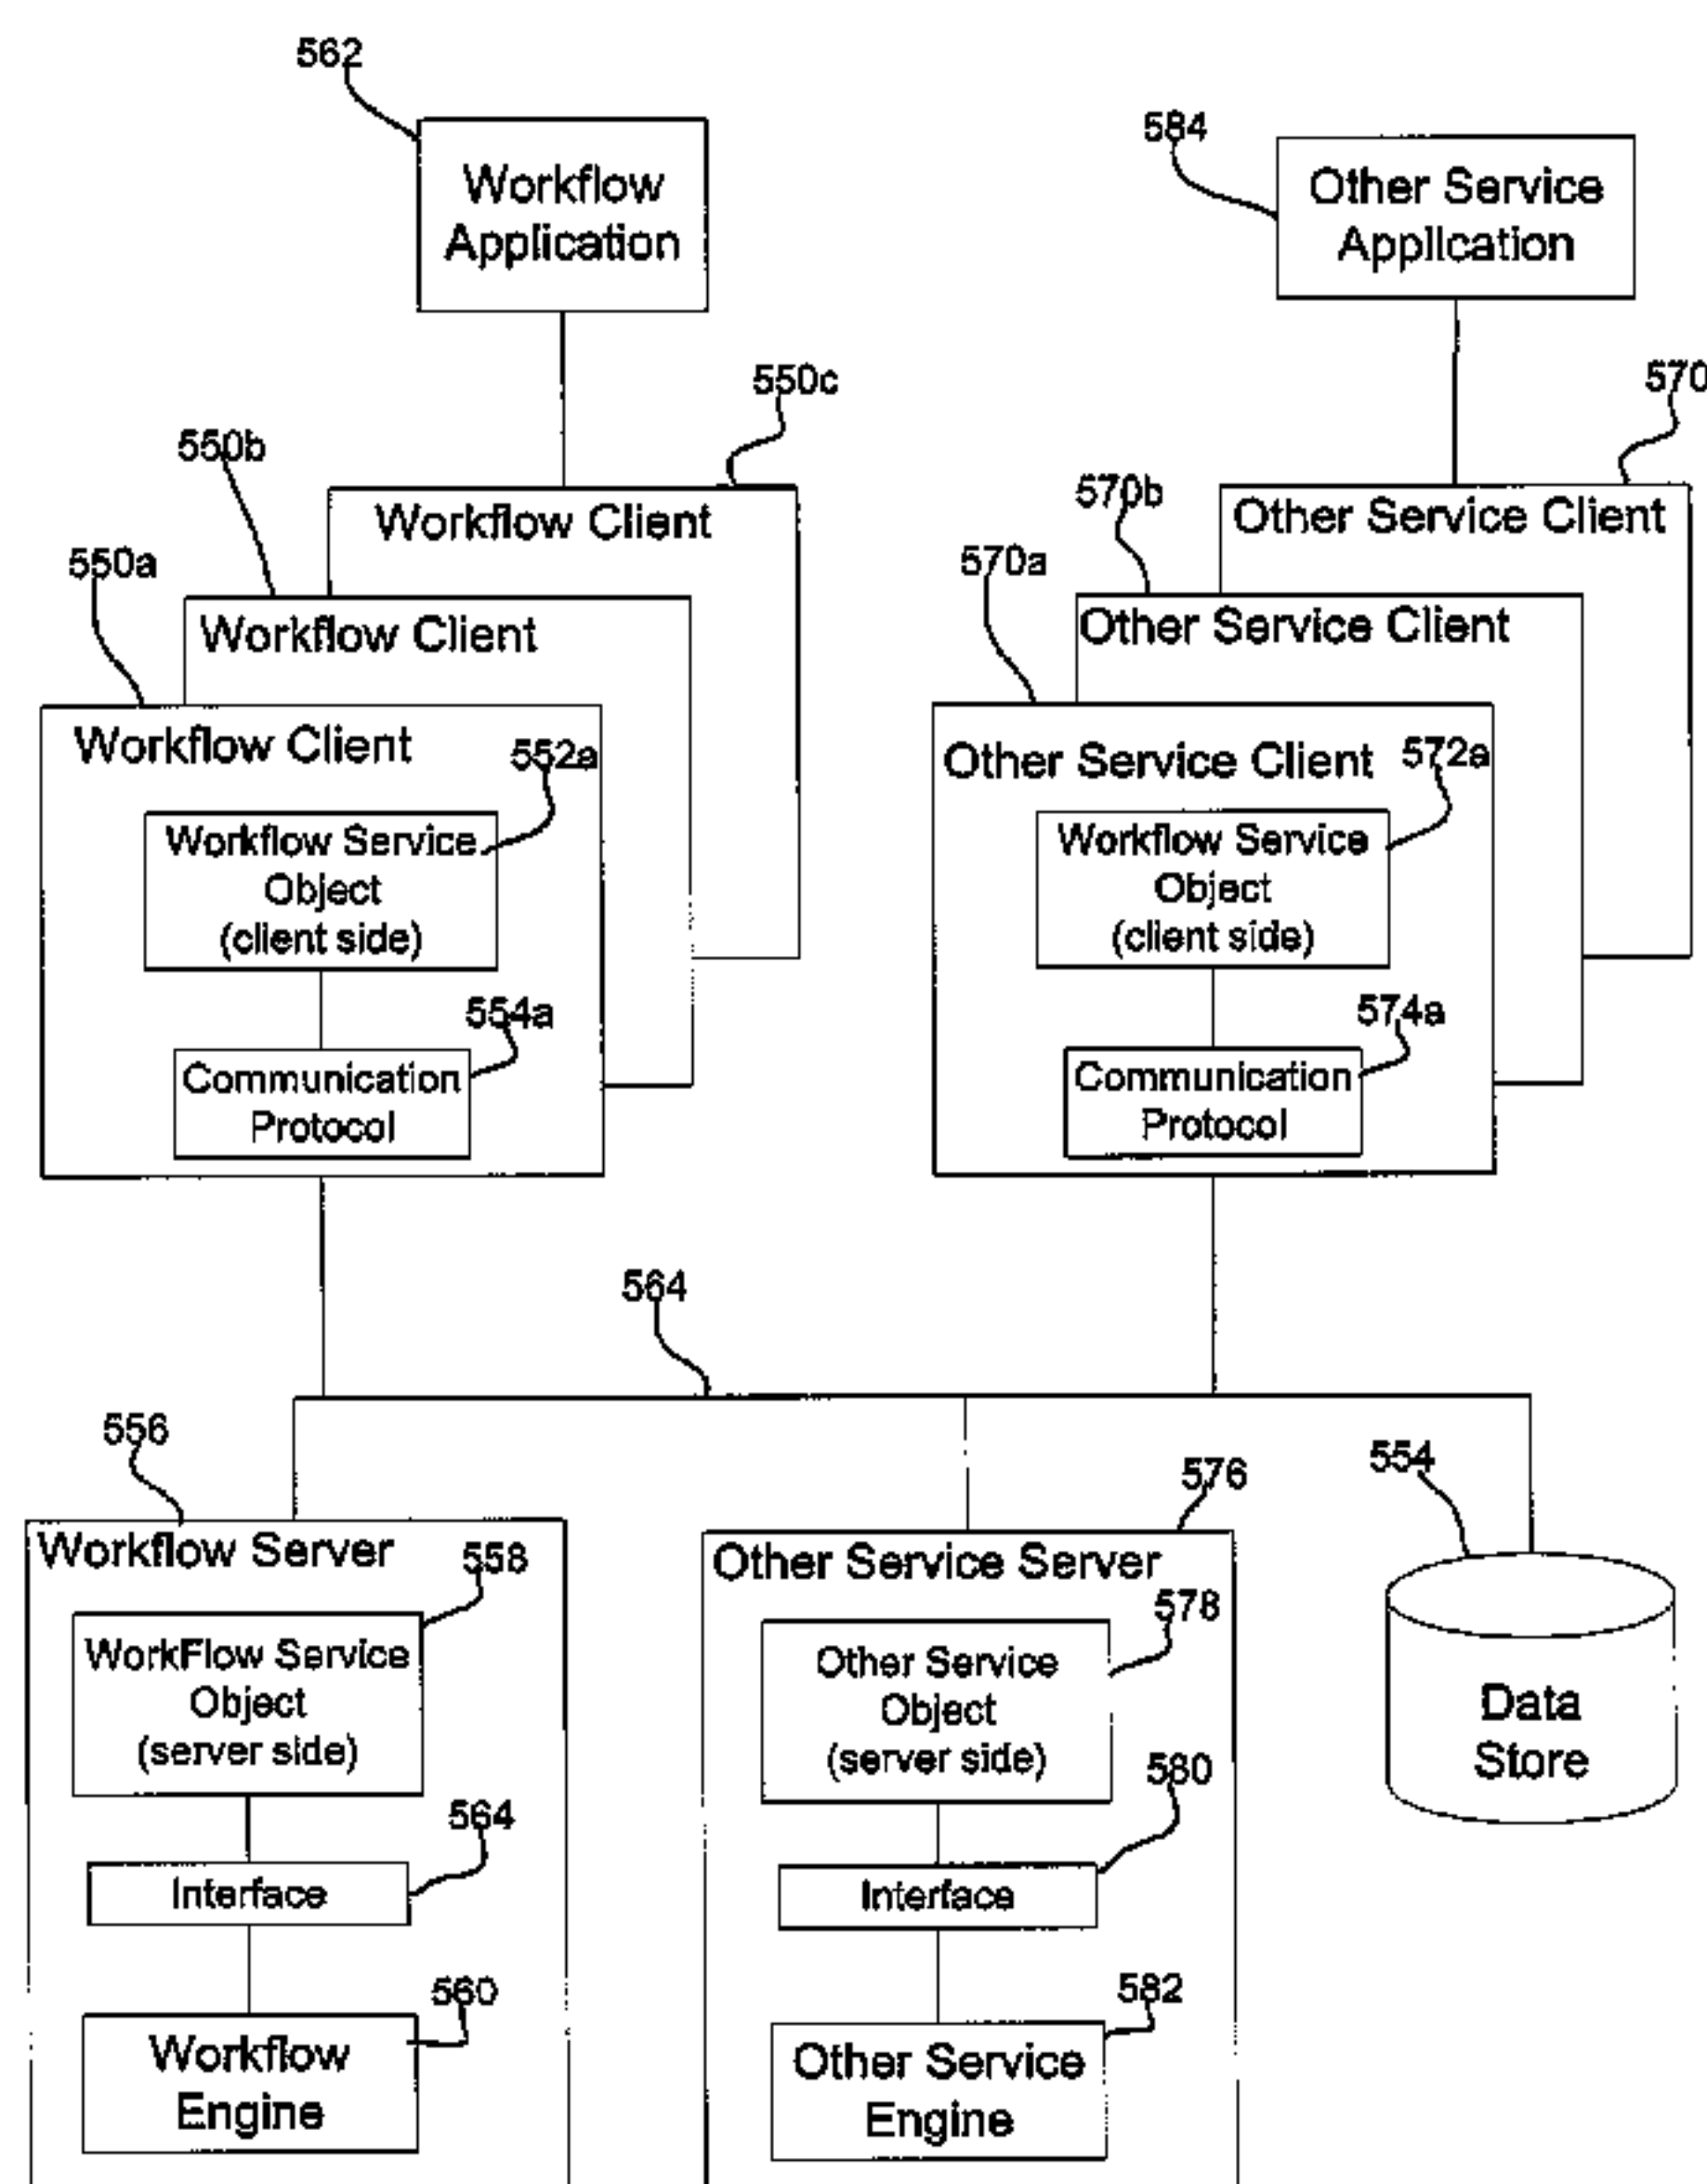 562
Workflow
Application
584
Other Service
Application
550c
Workflow Client
550b
Workflow Client
550a
Workflow Client
552a
Workflow Service
Object
(client side)
554a
Communication
Protocol
570
Other Service Client
570b
Other Service Client
570a
Other Service Client
572a
Workflow Service
Object
(client side)
574a
Communication
Protocol
564
556
Workflow Server
558
WorkFlow Service
Object
(server side)
564
Interface
560
Workflow
Engine
576
Other Service Server
578
Other Service
Object
(server side)
580
Interface
582
Other Service
Engine
554
Data
Store